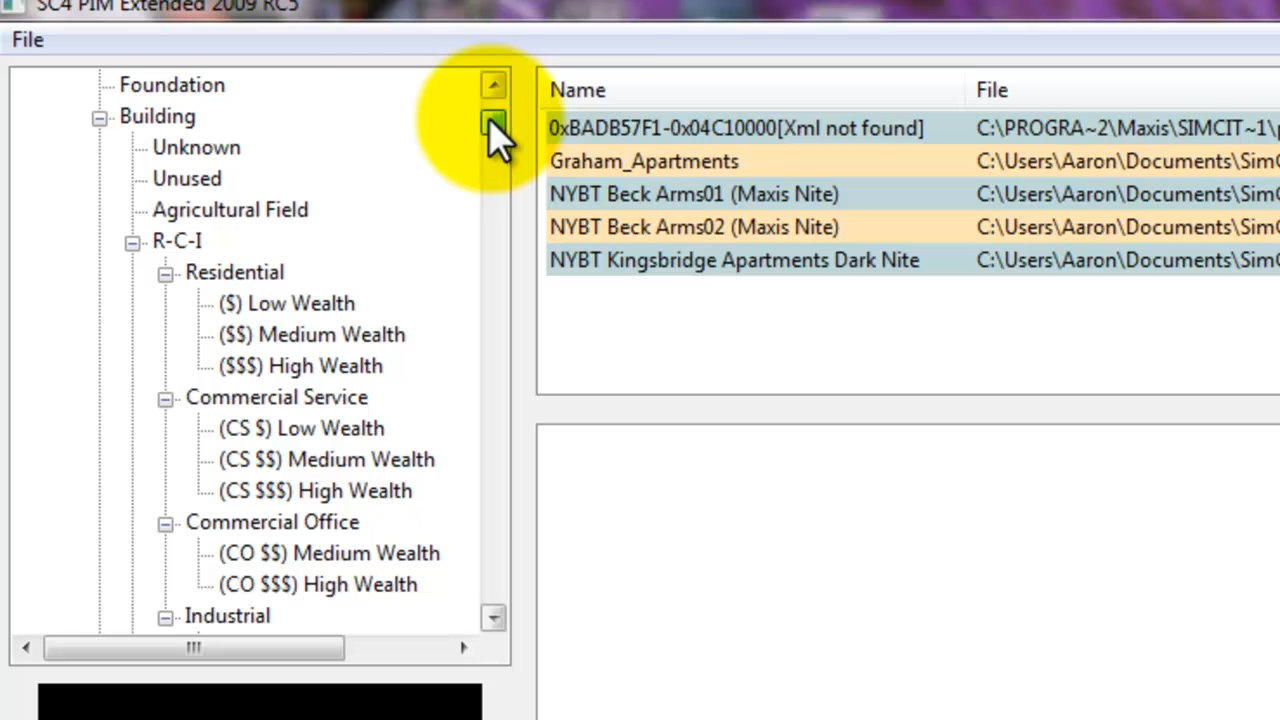 SC4 PIM Extended 2009 RC5
File
Foundation
Building
Unknown
Unused
Agricultural Field
R-C-I
Residential
($) Low Wealth
($$) Medium Wealth
($$$) High Wealth
Commercial Service
(CS $) Low Wealth
(CS $$) Medium Wealth
(CS $$$) High Wealth
Commercial Office
(CO $$) Medium Wealth
(CO $$$) High Wealth
Industrial
Name File
0xBADB57F1-0x04C10000[Xml not found] C:\PROGRA~2\Maxis\SIMCIT~1\
Graham_Apartments C:\Users\Aaron\Documents\SimC
NYBT Beck Arms01 (Maxis Nite) C:\Users\Aaron\Documents\SimC
NYBT Beck Arms02 (Maxis Nite) C:\Users\Aaron\Documents\SimC
NYBT Kingsbridge Apartments Dark Nite C:\Users\Aaron\Documents\SimC